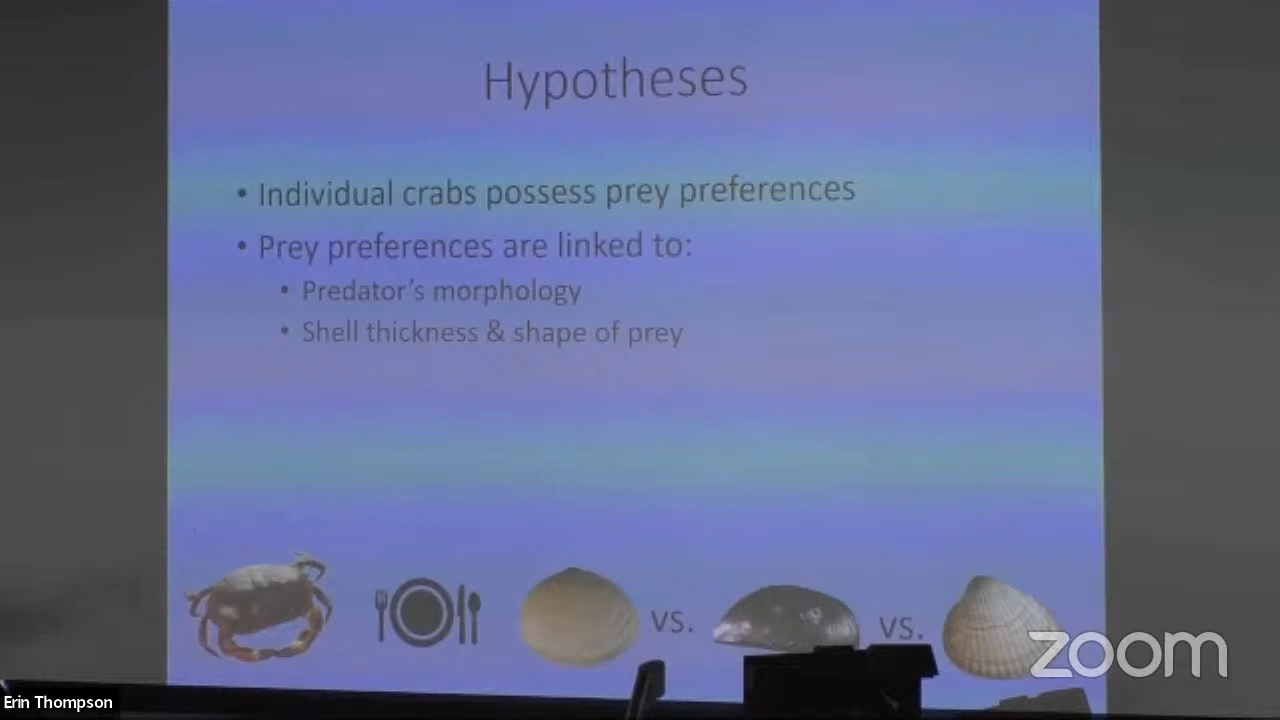 Hypotheses
• Individual crabs possess prey preferences
• Prey preferences are linked to:
• Predator's morphology
• Shell thickness & shape of prey
vs.
vs.
zoom
Erin Thompson